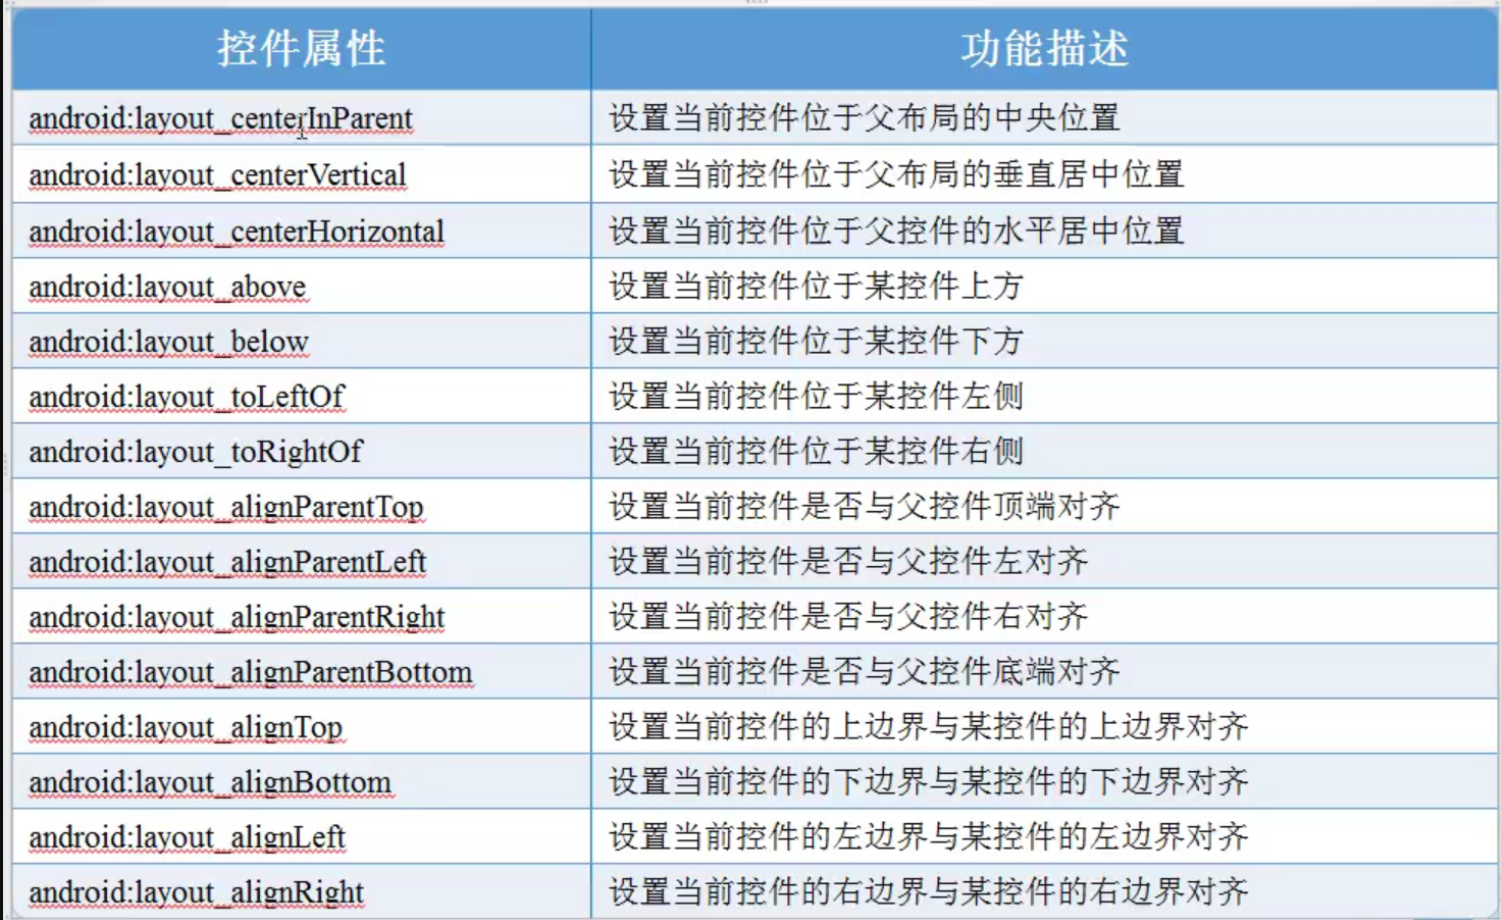 控件属性 功能描述
android:layout_centerInParent 设置当前控件位于父布局的中央位置
android:layout_centerVertical 设置当前控件位于父布局的垂直居中位置
android:layout_centerHorizontal 设置当前控件位于父控件的水平居中位置
android:layout_above 设置当前控件位于某控件上方
android:layout_below 设置当前控件位于某控件下方
android:layout_toLeftOf 设置当前控件位于某控件左侧
android:layout_toRightOf 设置当前控件位于某控件右侧
android:layout_alignParentTop 设置当前控件是否与父控件顶端对齐
android:layout_alignParentLeft 设置当前控件是否与父控件左对齐
android:layout_alignParentRight 设置当前控件是否与父控件右对齐
android:layout_alignParentBottom 设置当前控件是否与父控件底端对齐
android:layout_alignTop 设置当前控件的上边界与某控件的上边界对齐
android:layout_alignBottom 设置当前控件的下边界与某控件的下边界对齐
android:layout_alignLeft 设置当前控件的左边界与某控件的左边界对齐
android:layout_alignRight 设置当前控件的右边界与某控件的右边界对齐